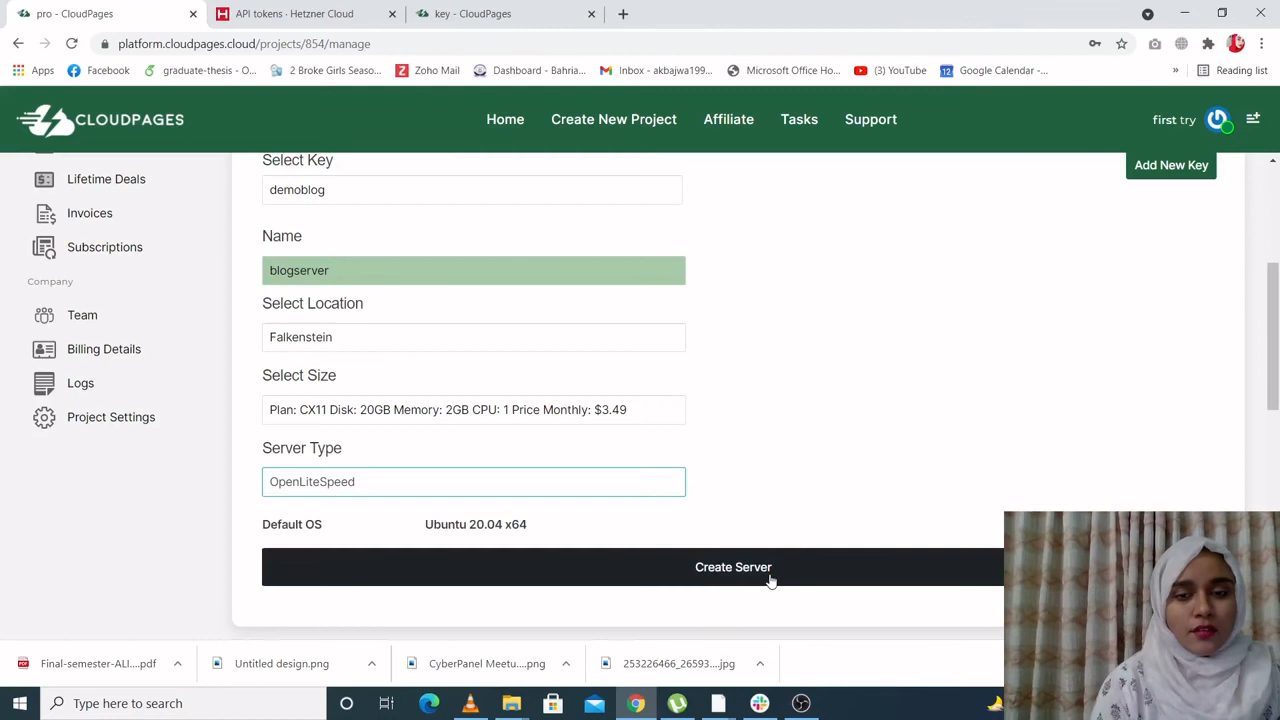 pro - CloudPages
API tokens · Hetzner Cloud
key - CloudPages
platform.cloudpages.cloud/projects/854/manage
Apps
Facebook
graduate-thesis - O...
2 Broke Girls Seaso...
Zoho Mail
Dashboard - Bahria...
Inbox - akbajwa199...
Microsoft Office Ho...
(3) YouTube
Google Calendar -...
»
Reading list
CLOUDPAGES
Home
Create New Project
Affiliate
Tasks
Support
first try
Lifetime Deals
Invoices
Subscriptions
Company
Team
Billing Details
Logs
Project Settings
Select Key
Add New Key
demoblog
Name
blogserver
Select Location
Falkenstein
Select Size
Plan: CX11 Disk: 20GB Memory: 2GB CPU: 1 Price Monthly: $3.49
Server Type
OpenLiteSpeed
Default OS
Ubuntu 20.04 x64
Create Server
Final-semester-ALI....pdf
Untitled design.png
CyberPanel Meetu....png
253226466_26593....jpg
Type here to search